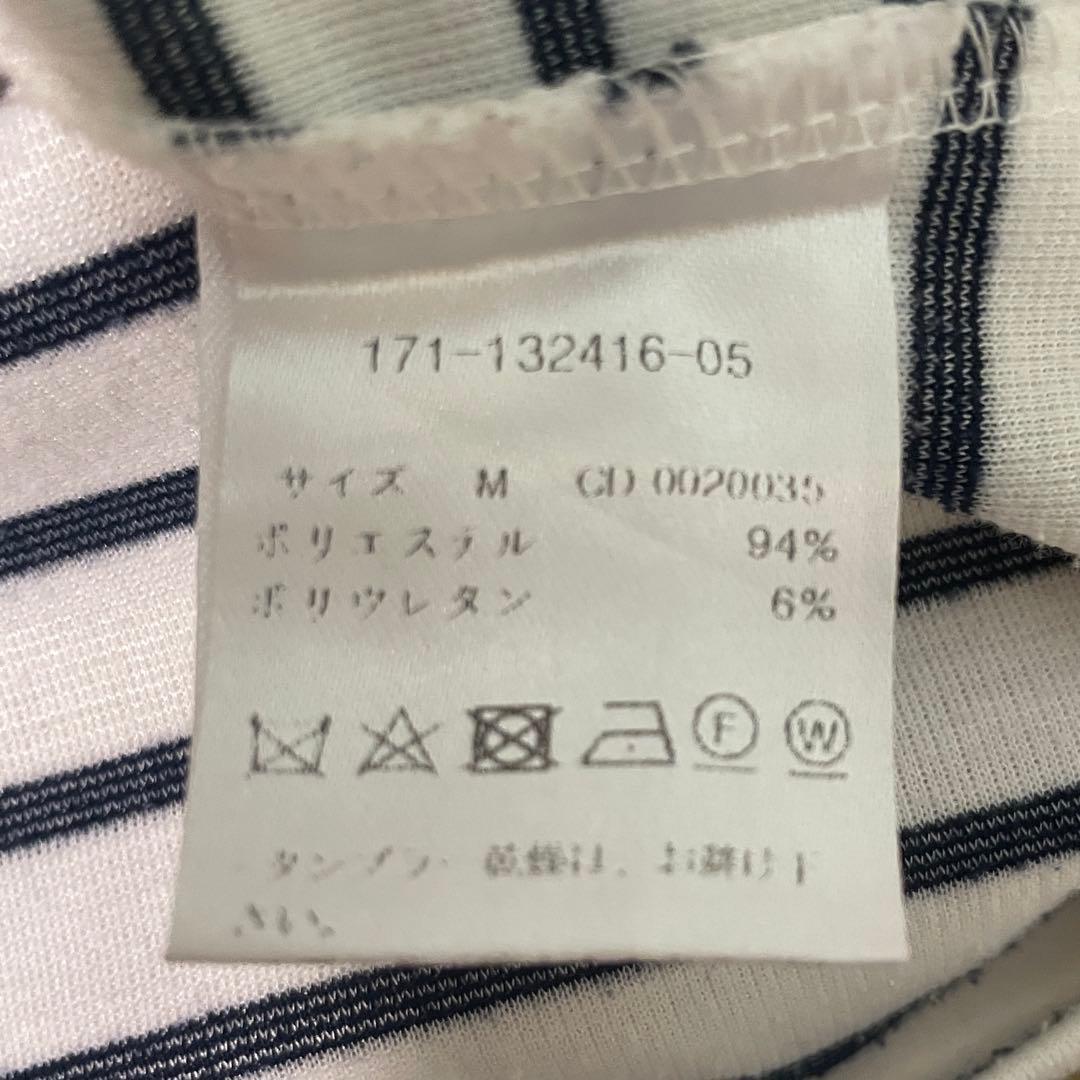 171-132416-05
サイズ M CD 0020035
ポリエステル 94%
ポリウレタン 6%
F W
タンブラー乾燥は、お避け下
さい。